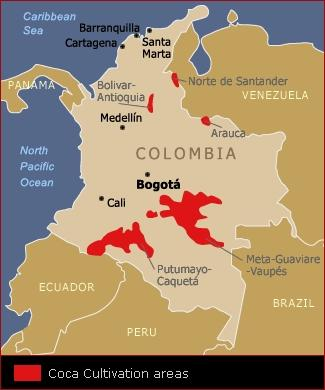 Caribbean
Sea
Barranquilla
Cartagena
Santa
Marta
PANAMA
Norte de Santander
Bolivar-
Antioquia
VENEZUELA
Medellín
Arauca
North
Pacific
Ocean
COLOMBIA
Bogotá
Cali
Meta-Guaviare
-Vaupés
Putumayo-
Caquetá
ECUADOR
BRAZIL
PERU
Coca Cultivation areas